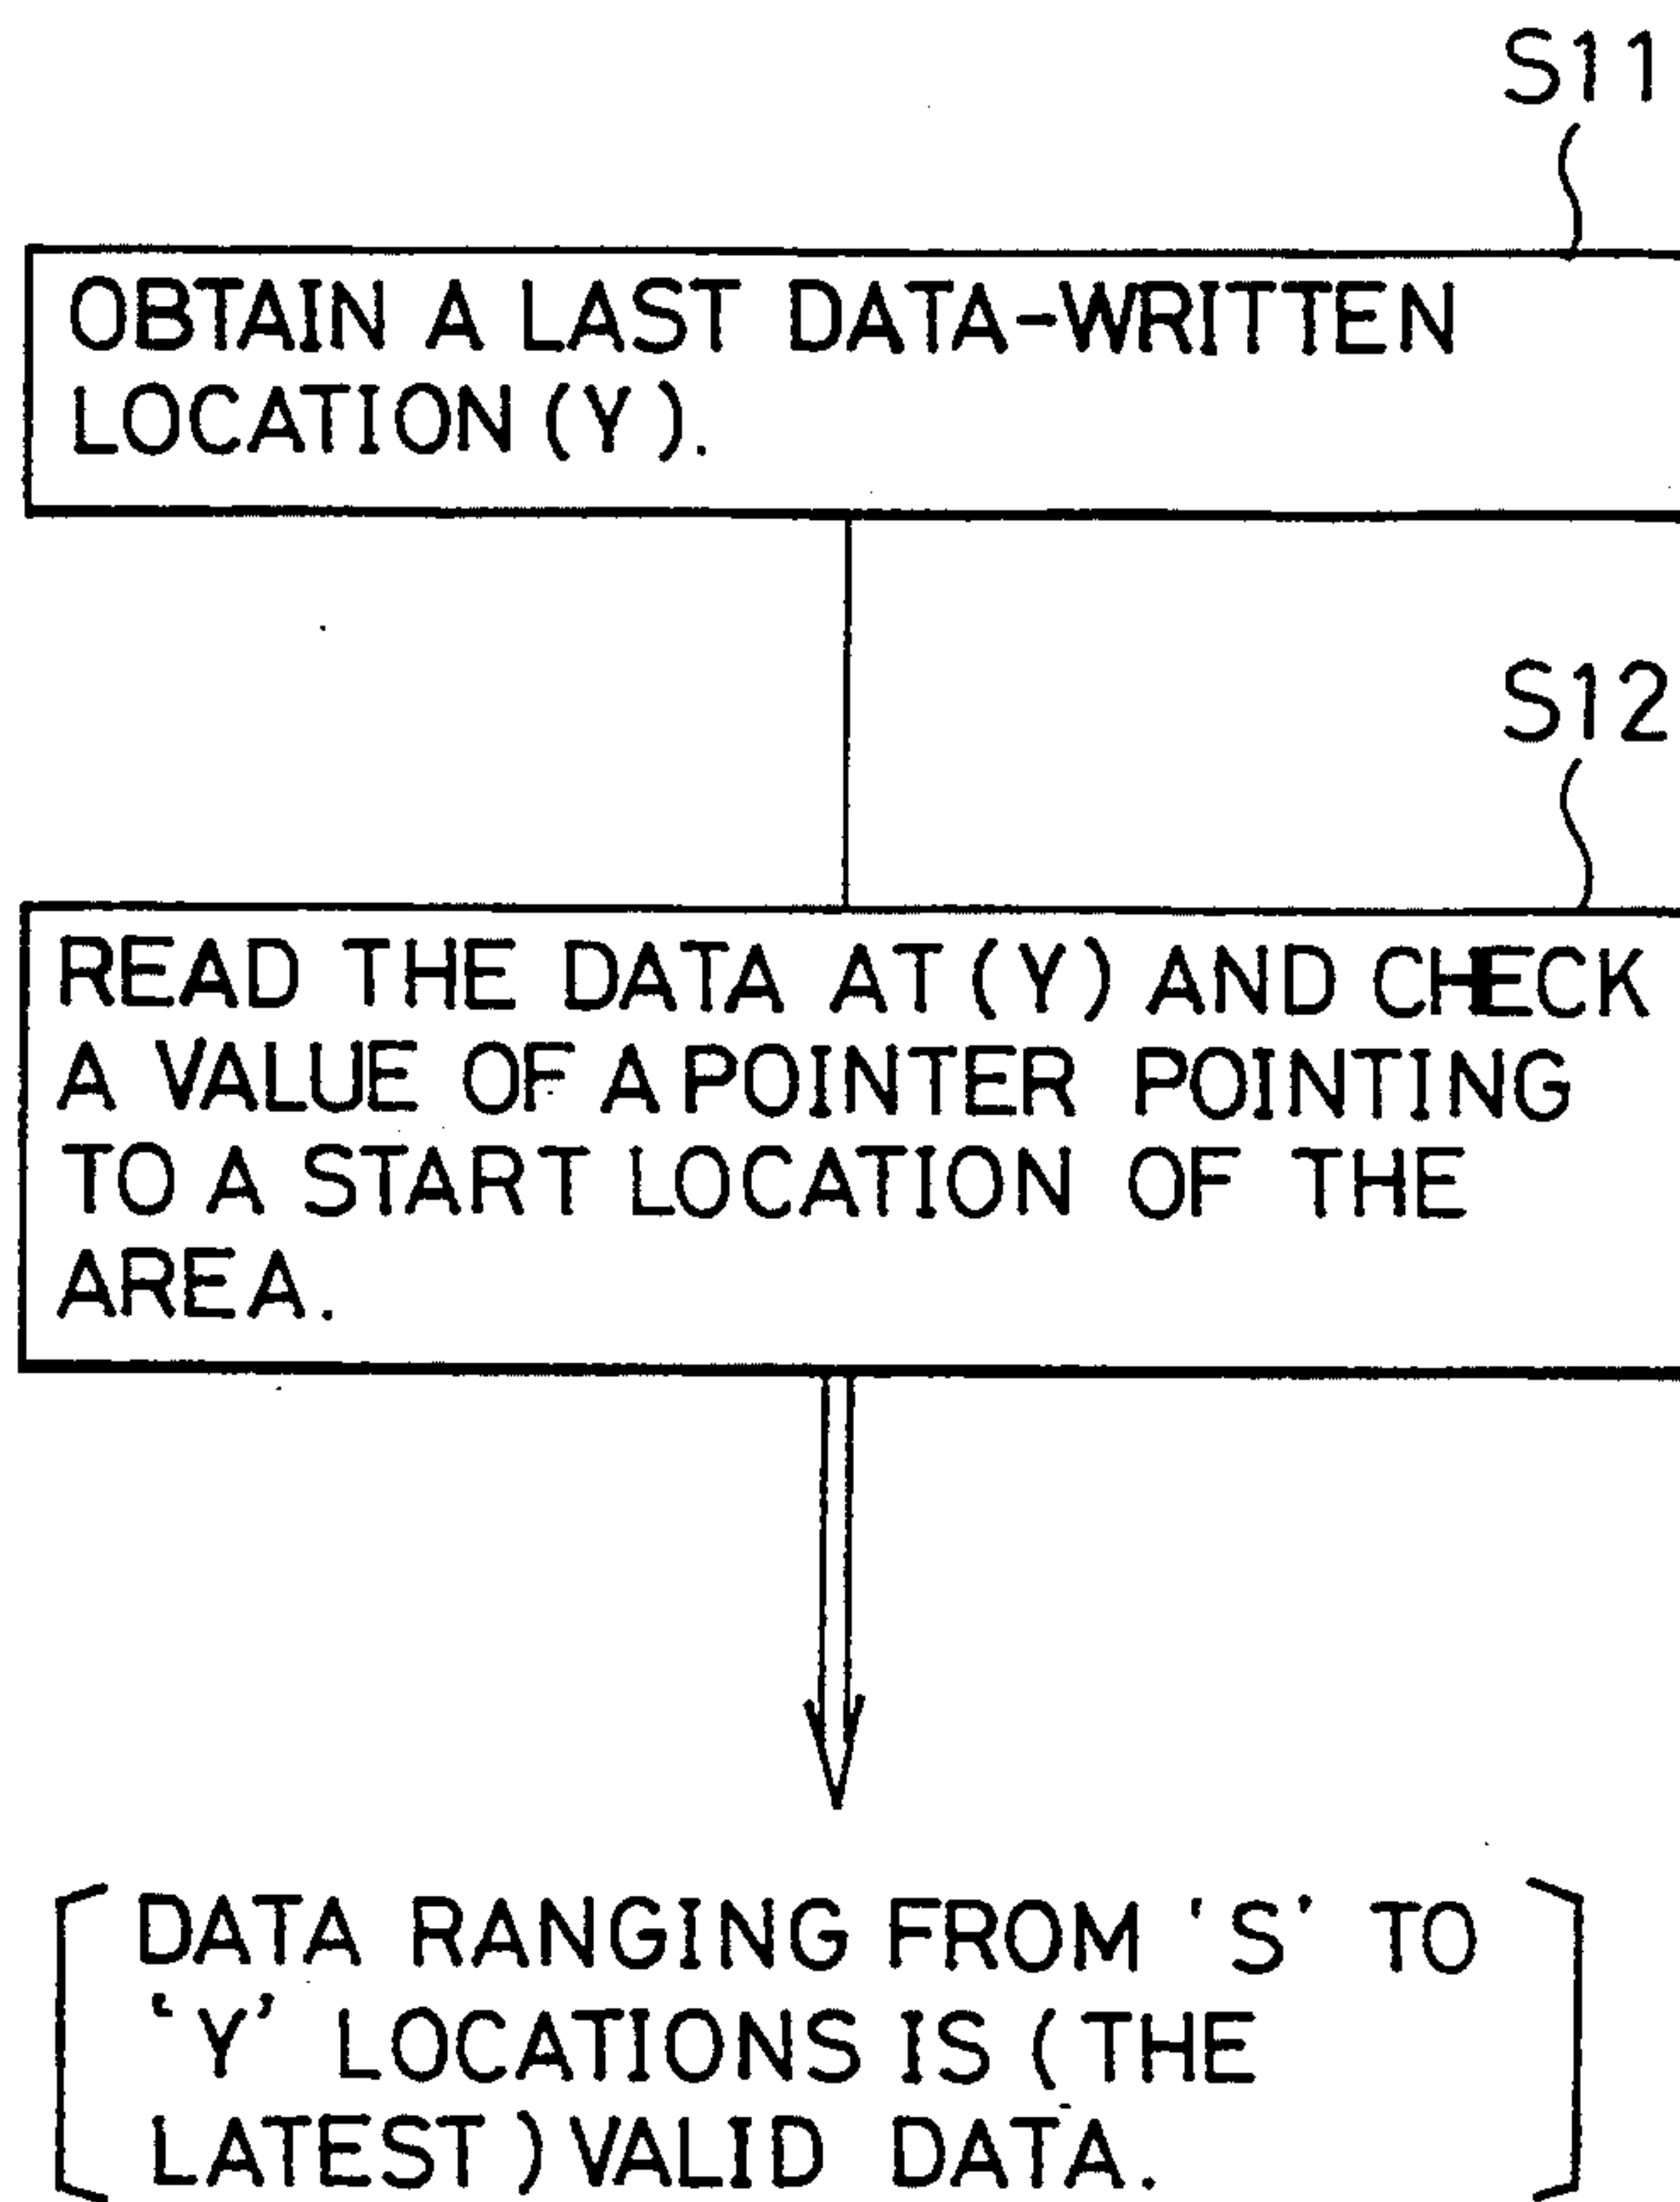 S11
OBTAIN A LAST DATA-WRITTEN
LOCATION (Y).
S12
READ THE DATA AT (Y) AND CHECK
A VALUE OF A POINTER POINTING
TO A START LOCATION OF THE
AREA.
DATA RANGING FROM 'S' TO
'Y' LOCATIONS IS (THE
LATEST) VALID DATA.